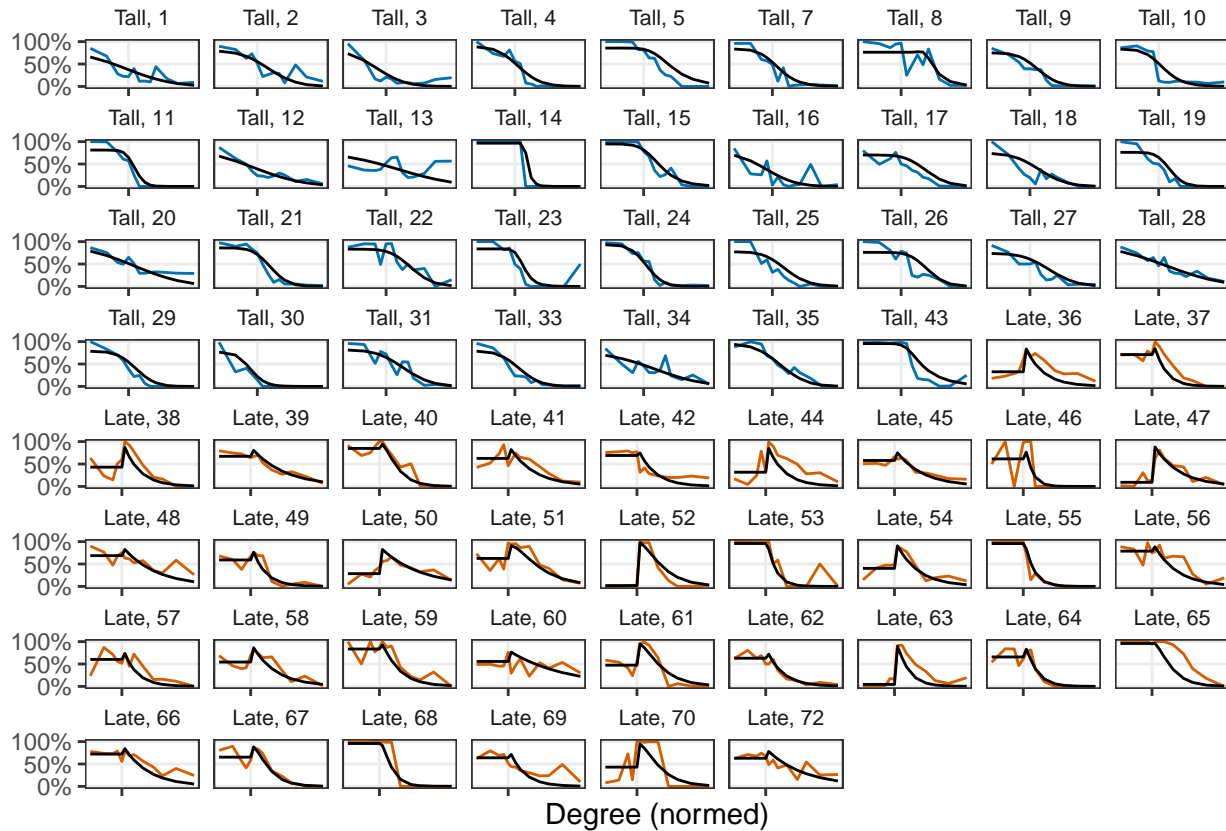 Tall, 1 Tall, 2 Tall, 3 Tall, 4 Tall, 5 Tall, 7 Tall, 8 Tall, 9 Tall, 10
100%
50%
0%
Tall, 11 Tall, 12 Tall, 13 Tall, 14 Tall, 15 Tall, 16 Tall, 17 Tall, 18 Tall, 19
100%
50%
0%
Tall, 20 Tall, 21 Tall, 22 Tall, 23 Tall, 24 Tall, 25 Tall, 26 Tall, 27 Tall, 28
100%
50%
0%
Tall, 29 Tall, 30 Tall, 31 Tall, 33 Tall, 34 Tall, 35 Tall, 43 Late, 36 Late, 37
100%
50%
0%
Late, 38 Late, 39 Late, 40 Late, 41 Late, 42 Late, 44 Late, 45 Late, 46 Late, 47
100%
50%
0%
Late, 48 Late, 49 Late, 50 Late, 51 Late, 52 Late, 53 Late, 54 Late, 55 Late, 56
100%
50%
0%
Late, 57 Late, 58 Late, 59 Late, 60 Late, 61 Late, 62 Late, 63 Late, 64 Late, 65
100%
50%
0%
Late, 66 Late, 67 Late, 68 Late, 69 Late, 70 Late, 72
100%
50%
0%
Degree (normed)